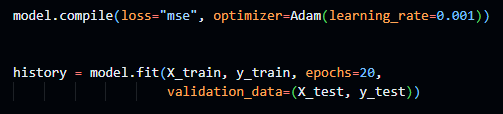 model.compile(loss="mse", optimizer=Adam(learning_rate=0.001))
history = model.fit(X_train, y_train, epochs=20,
validation_data=(X_test, y_test))